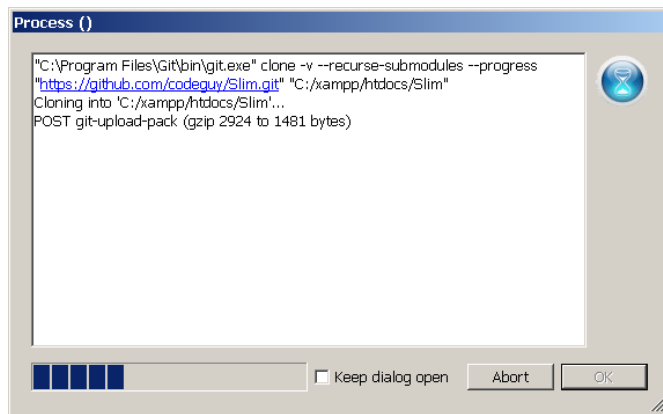 Process ()
"C:\Program Files\Git\bin\git.exe" clone -v --recurse-submodules --progress
"https://github.com/codeguy/Slim.git" "C:/xampp/htdocs/Slim"
Cloning into 'C:/xampp/htdocs/Slim'...
POST git-upload-pack (gzip 2924 to 1481 bytes)
Keep dialog open Abort OK